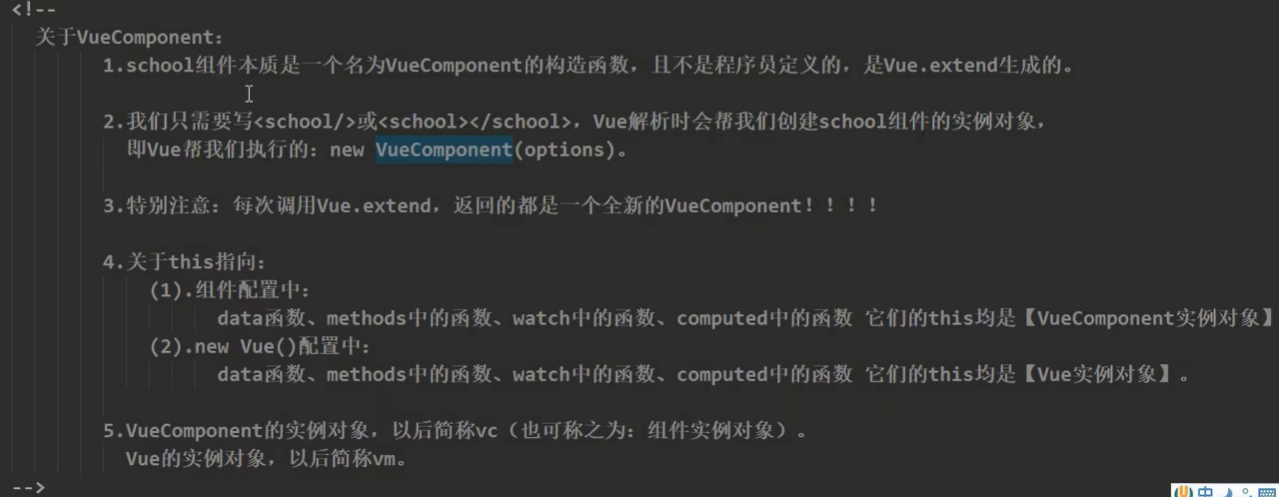 <!--
关于VueComponent：
1.school组件本质是一个名为VueComponent的构造函数，且不是程序员定义的，是Vue.extend生成的。
2.我们只需要写<school/>或<school></school>，Vue解析时会帮我们创建school组件的实例对象，
即Vue帮我们执行的：new VueComponent(options)。
3.特别注意：每次调用Vue.extend，返回的都是一个全新的VueComponent！！！！
4.关于this指向：
(1).组件配置中：
data函数、methods中的函数、watch中的函数、computed中的函数 它们的this均是【VueComponent实例对象】
(2).new Vue()配置中：
data函数、methods中的函数、watch中的函数、computed中的函数 它们的this均是【Vue实例对象】。
5.VueComponent的实例对象，以后简称vc（也可称之为：组件实例对象）。
Vue的实例对象，以后简称vm。
-->
中